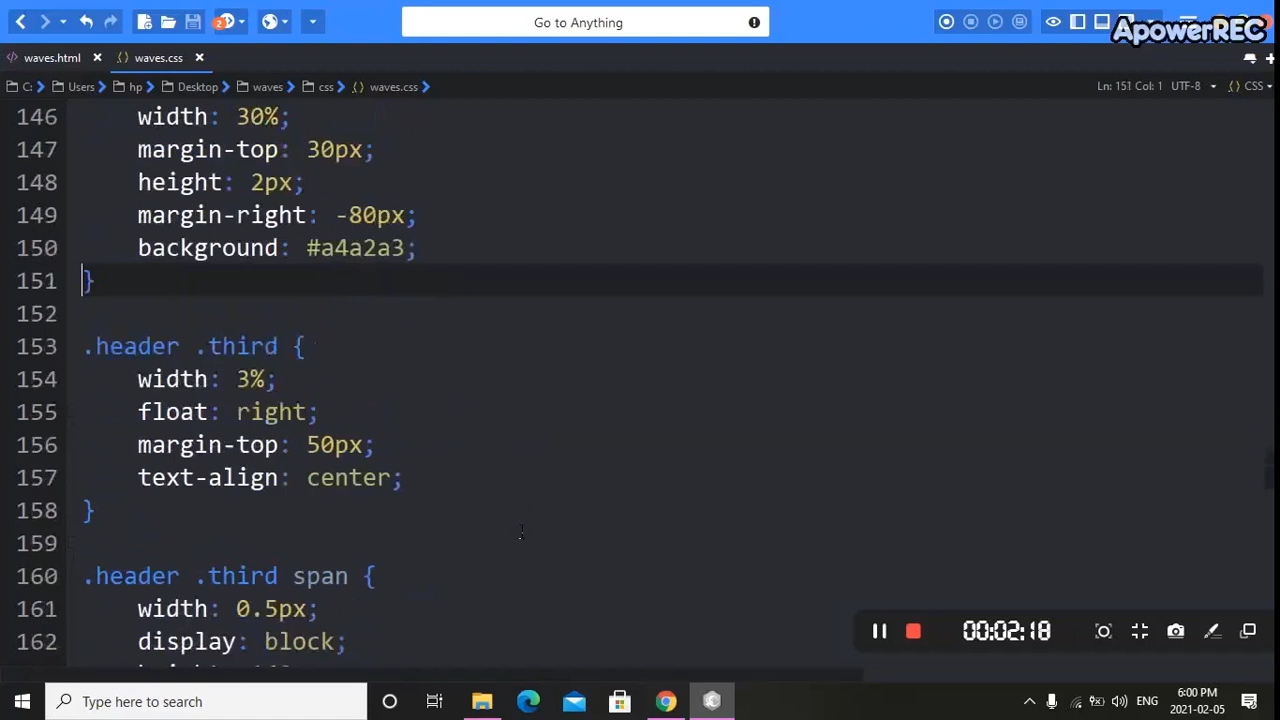 Go to Anything
2
ApowerREC
waves.html
waves.css
C:
Users
hp
Desktop
waves
css
waves.css
Ln: 151 Col: 1
UTF-8
CSS
146 width: 30%;
147 margin-top: 30px;
148 height: 2px;
149 margin-right: -80px;
150 background: #a4a2a3;
151 }
152
153 .header .third {
154 width: 3%;
155 float: right;
156 margin-top: 50px;
157 text-align: center;
158 }
159
160 .header .third span {
161 width: 0.5px;
162 display: block;
00:02:18
Type here to search
ENG
6:00 PM
2021-02-05